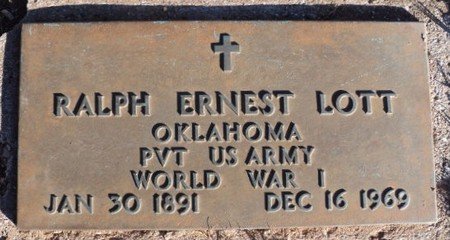 RALPH ERNEST LOTT
OKLAHOMA
PVT US ARMY
WORLD WAR I
JAN 30 1891 DEC 16 1969